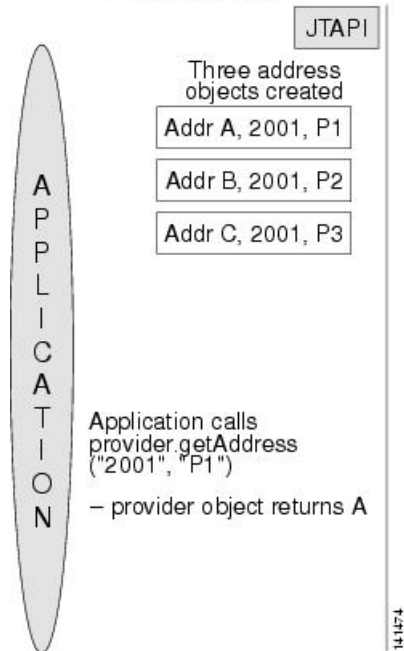 JTAPI
Three address
objects created
Addr A, 2001, P1
Addr B, 2001, P2
Addr C, 2001, P3
APPLICATION
Application calls
provider.getAddress
("2001", "P1")
– provider object returns A
141474